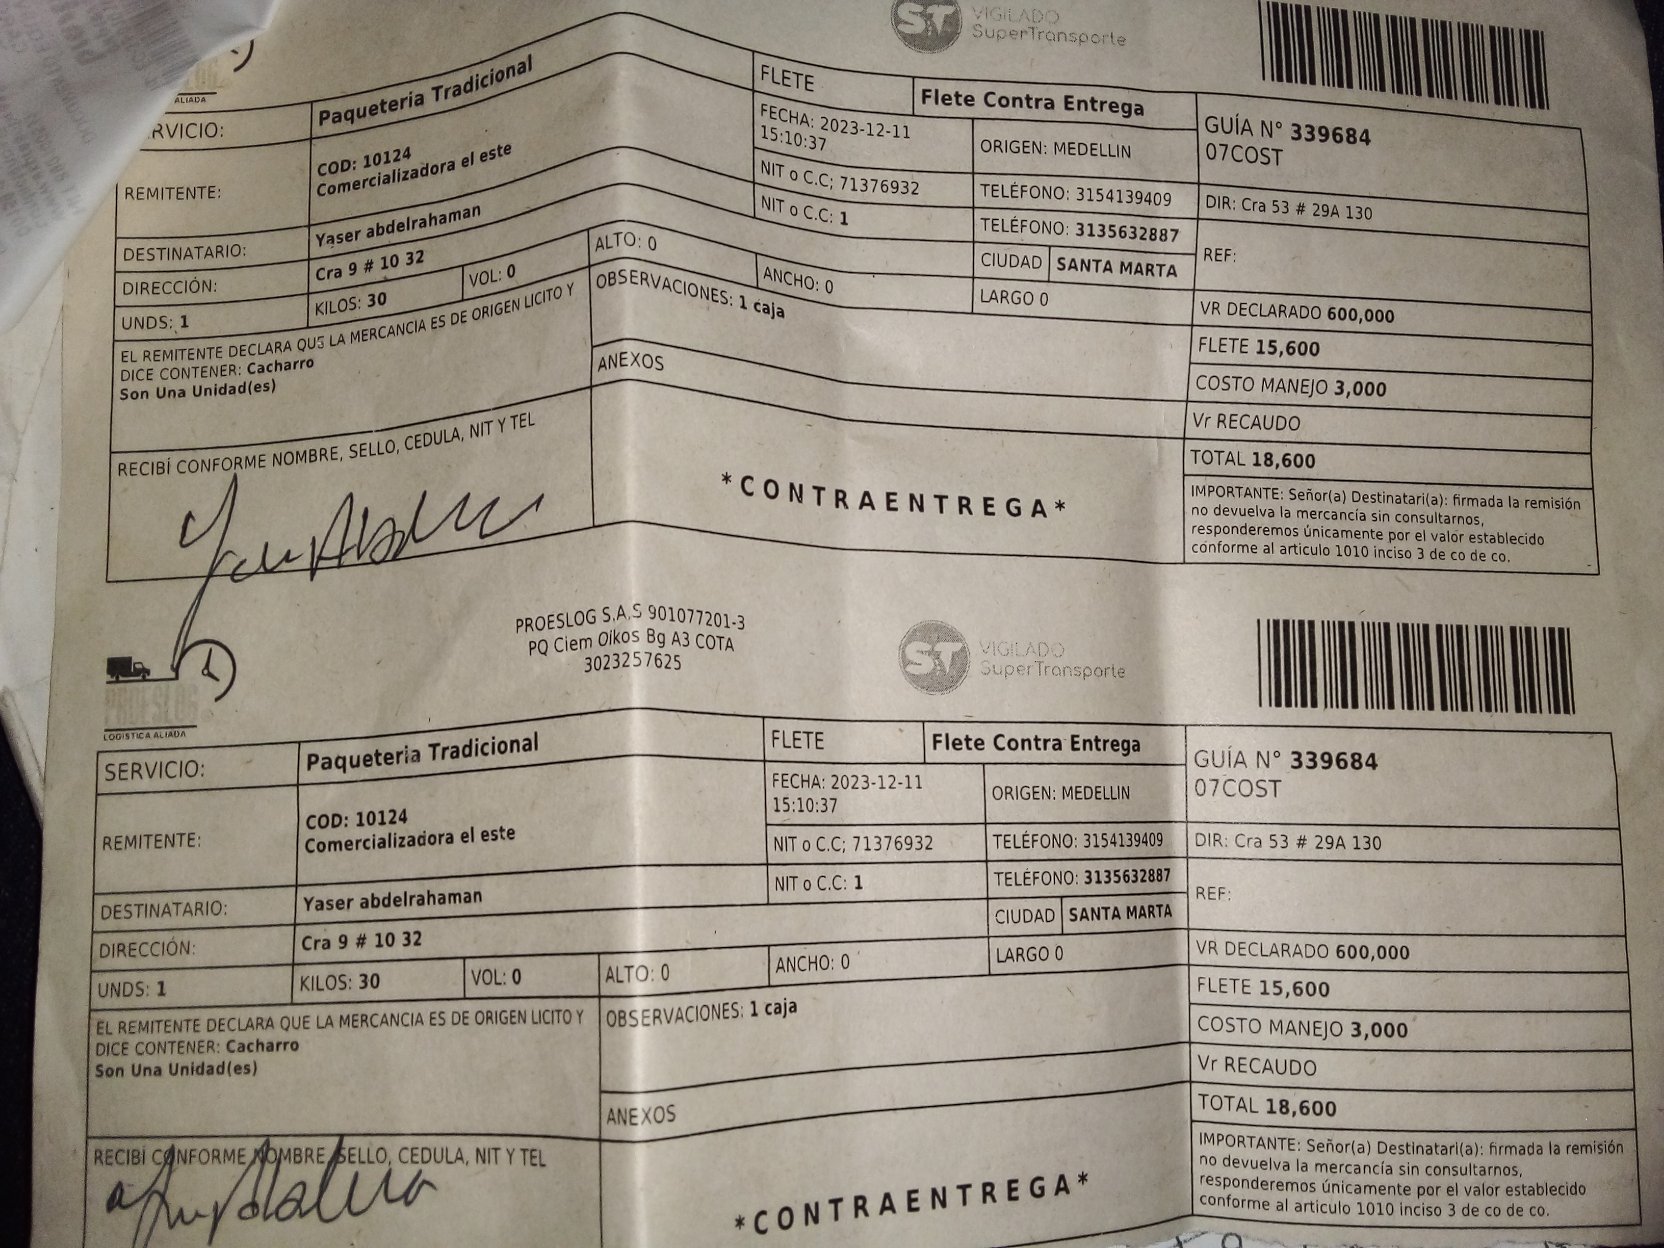 VIGILADO
SuperTransporte
ALIADA
RVICIO: Paqueteria Tradicional FLETE Flete Contra Entrega
GUÍA N° 339684
07COST
REMITENTE: COD: 10124
Comercializadora el este
FECHA: 2023-12-11
15:10:37
ORIGEN: MEDELLIN
NIT o C.C; 71376932 TELÉFONO: 3154139409 DIR: Cra 53 # 29A 130
DESTINATARIO: Yaser abdelrahaman NIT o C.C: 1 TELÉFONO: 3135632887 REF:
DIRECCIÓN: Cra 9 # 10 32 CIUDAD SANTA MARTA
UNDS: 1 KILOS: 30 VOL: 0 ALTO: 0 ANCHO: 0 LARGO 0 VR DECLARADO 600,000
EL REMITENTE DECLARA QUE LA MERCANCIA ES DE ORIGEN LICITO Y
DICE CONTENER: Cacharro
Son Una Unidad(es)
OBSERVACIONES: 1 caja
FLETE 15,600
ANEXOS
COSTO MANEJO 3,000
Vr RECAUDO
TOTAL 18,600
RECIBÍ CONFORME NOMBRE, SELLO, CEDULA, NIT Y TEL
*CONTRAENTREGA*
IMPORTANTE: Señor(a) Destinatari(a): firmada la remisión
no devuelva la mercancía sin consultarnos,
responderemos únicamente por el valor establecido
conforme al articulo 1010 inciso 3 de co de co.
PROESLOG
LOGISTICA ALIADA
PROESLOG S.A.S 901077201-3
PQ Ciem Oíkos Bg A3 COTA
3023257625
VIGILADO
SuperTransporte
SERVICIO: Paqueteria Tradicional FLETE Flete Contra Entrega
GUÍA N° 339684
07COST
REMITENTE: COD: 10124
Comercializadora el este
FECHA: 2023-12-11
15:10:37
ORIGEN: MEDELLIN
NIT o C.C; 71376932 TELÉFONO: 3154139409 DIR: Cra 53 # 29A 130
DESTINATARIO: Yaser abdelrahaman NIT o C.C: 1 TELÉFONO: 3135632887 REF:
DIRECCIÓN: Cra 9 # 10 32 CIUDAD SANTA MARTA
UNDS: 1 KILOS: 30 VOL: 0 ALTO: 0 ANCHO: 0 LARGO 0 VR DECLARADO 600,000
EL REMITENTE DECLARA QUE LA MERCANCIA ES DE ORIGEN LICITO Y
DICE CONTENER: Cacharro
Son Una Unidad(es)
OBSERVACIONES: 1 caja
FLETE 15,600
COSTO MANEJO 3,000
Vr RECAUDO
ANEXOS
TOTAL 18,600
RECIBÍ CONFORME NOMBRE, SELLO, CEDULA, NIT Y TEL
*CONTRAENTREGA*
IMPORTANTE: Señor(a) Destinatari(a): firmada la remisión
no devuelva la mercancía sin consultarnos,
responderemos únicamente por el valor establecido
conforme al articulo 1010 inciso 3 de co de co.